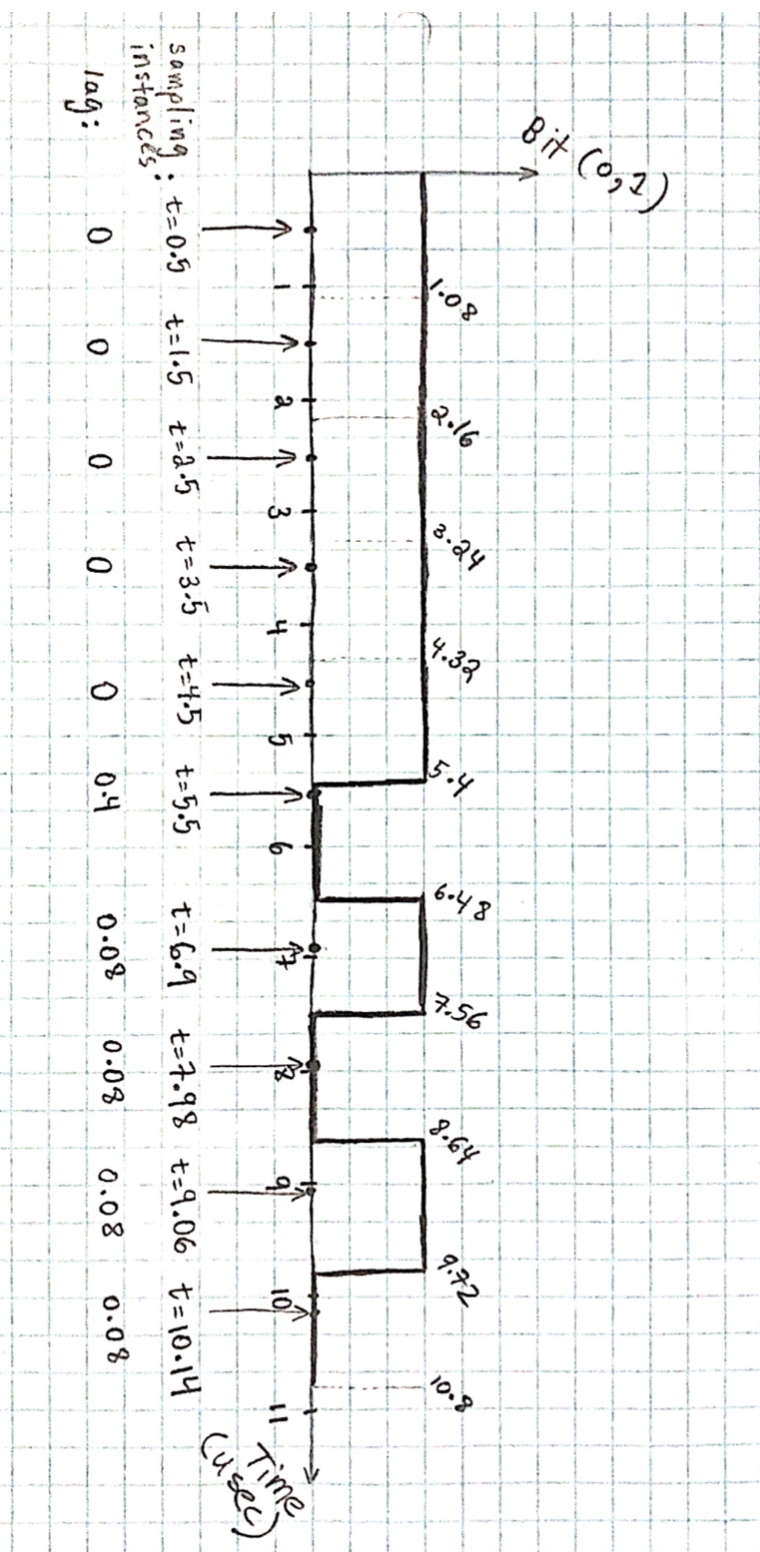 Bit (0,1)
1.08 2.16 3.24 4.32 5.4 6.48 7.56 8.64 9.72 10.8
1 2 3 4 5 6 7 8 9 10 11
Time
(usec)
sampling : t=0.5 t=1.5 t=2.5 t=3.5 t=4.5 t=5.5 t=6.9 t=7.98 t=9.06 t=10.14
instances
lag: 0 0 0 0 0 0.4 0.08 0.08 0.08 0.08